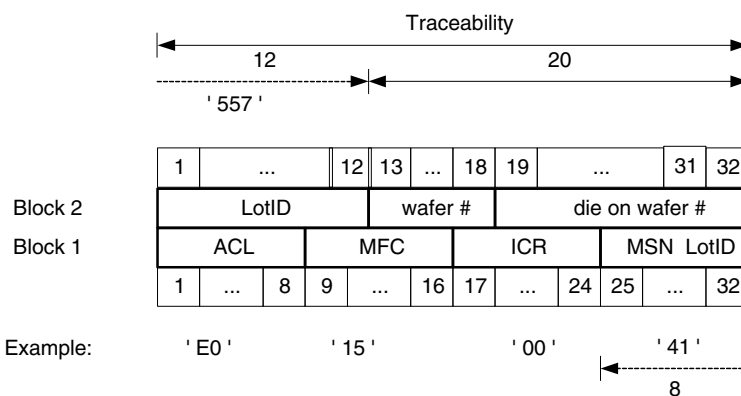 Traceability
12 20
' 557 '
1 ... 12 13 ... 18 19 ... 31 32
Block 2 LotID wafer # die on wafer #
Block 1 ACL MFC ICR MSN LotID
1 ... 8 9 ... 16 17 ... 24 25 ... 32
Example: ' E0 ' ' 15 ' ' 00 ' ' 41 '
8